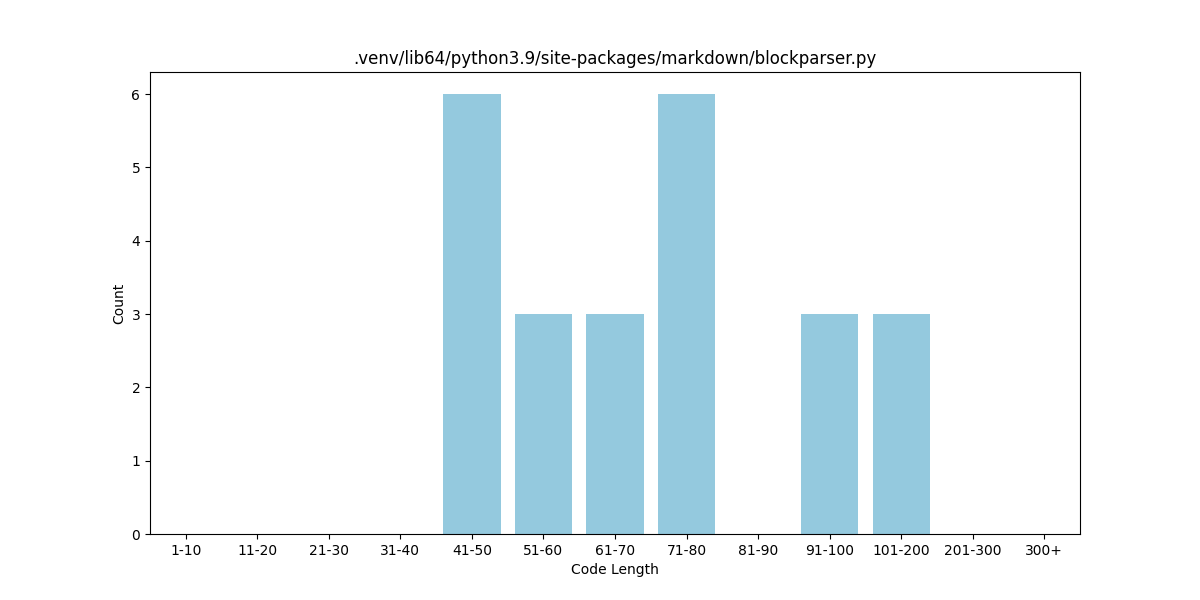 .venv/lib64/python3.9/site-packages/markdown/blockparser.py
6
5
4
3
2
1
0
Count
1-10 11-20 21-30 31-40 41-50 51-60 61-70 71-80 81-90 91-100 101-200 201-300 300+
Code Length